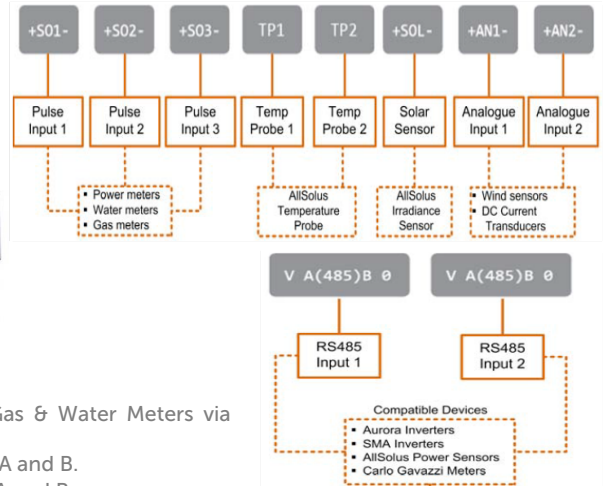 +SO1- +SO2- +SO3- TP1 TP2 +SOL- +AN1- +AN2-
Pulse Input 1
Pulse Input 2
Pulse Input 3
Temp Probe 1
Temp Probe 2
Solar Sensor
Analogue Input 1
Analogue Input 2
▪ Power meters
▪ Water meters
▪ Gas meters
AllSolus
Temperature
Probe
AllSolus
Irradiance
Sensor
▪ Wind sensors
▪ DC Current
Transducers
V A(485)B 0 V A(485)B 0
RS485
Input 1
RS485
Input 2
Compatible Devices
▪ Aurora Inverters
▪ SMA Inverters
▪ AllSolus Power Sensors
▪ Carlo Gavazzi Meters
Gas & Water Meters via
A and B.